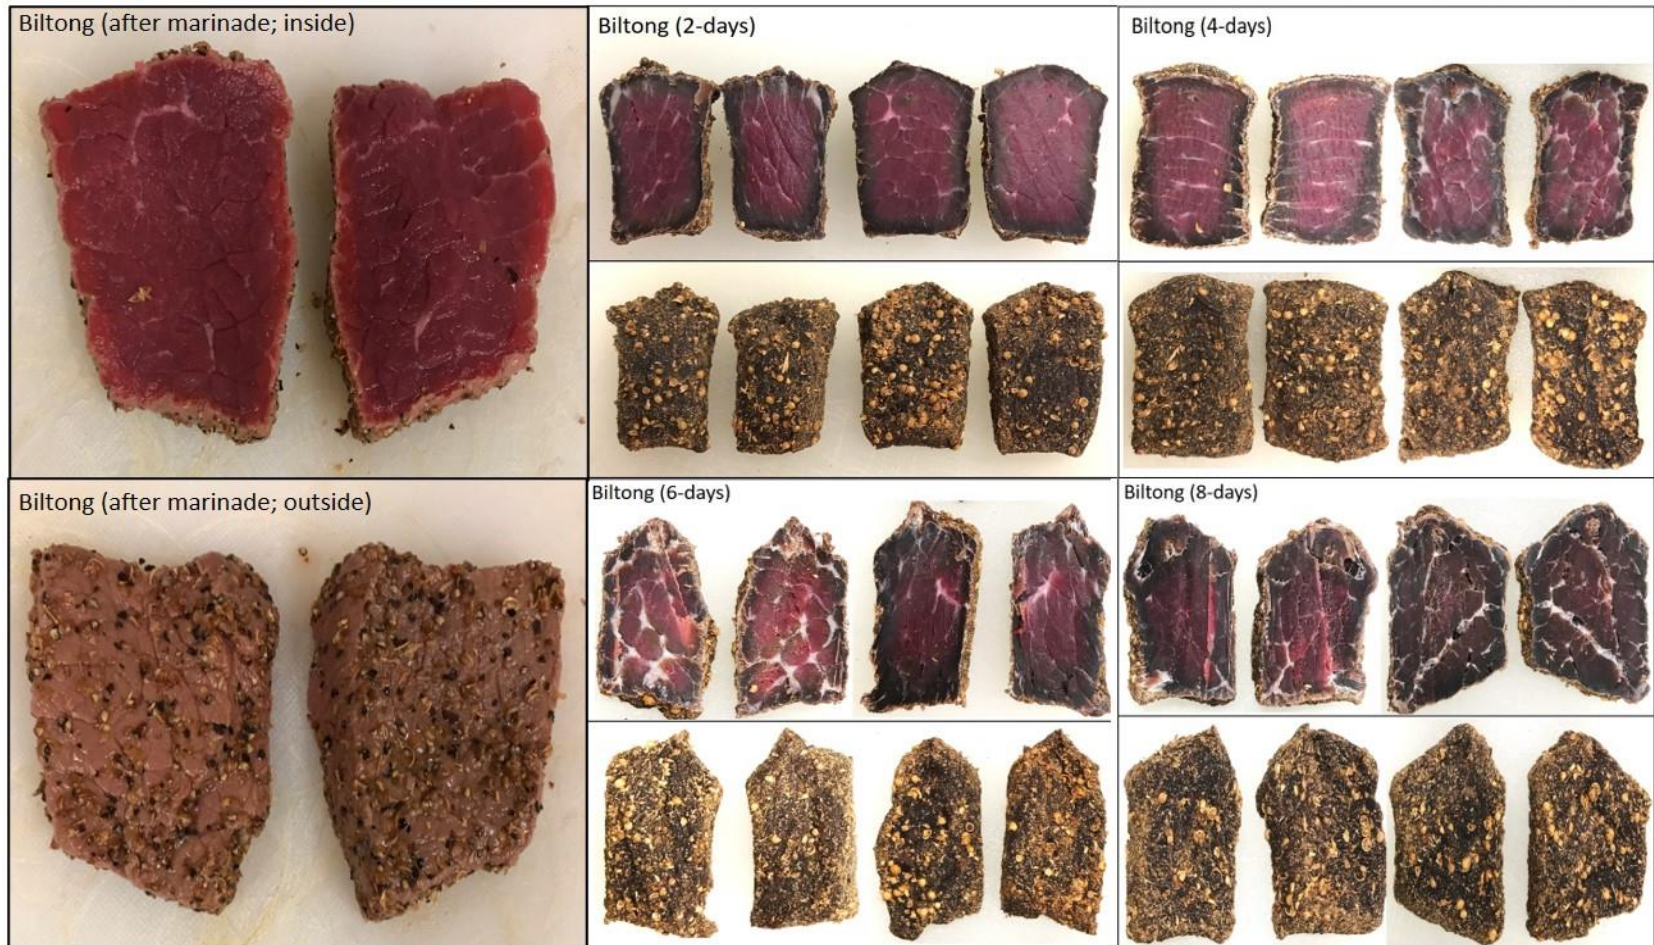 Biltong (after marinade; inside)
Biltong (2-days)
Biltong (4-days)
Biltong (after marinade; outside)
Biltong (6-days)
Biltong (8-days)